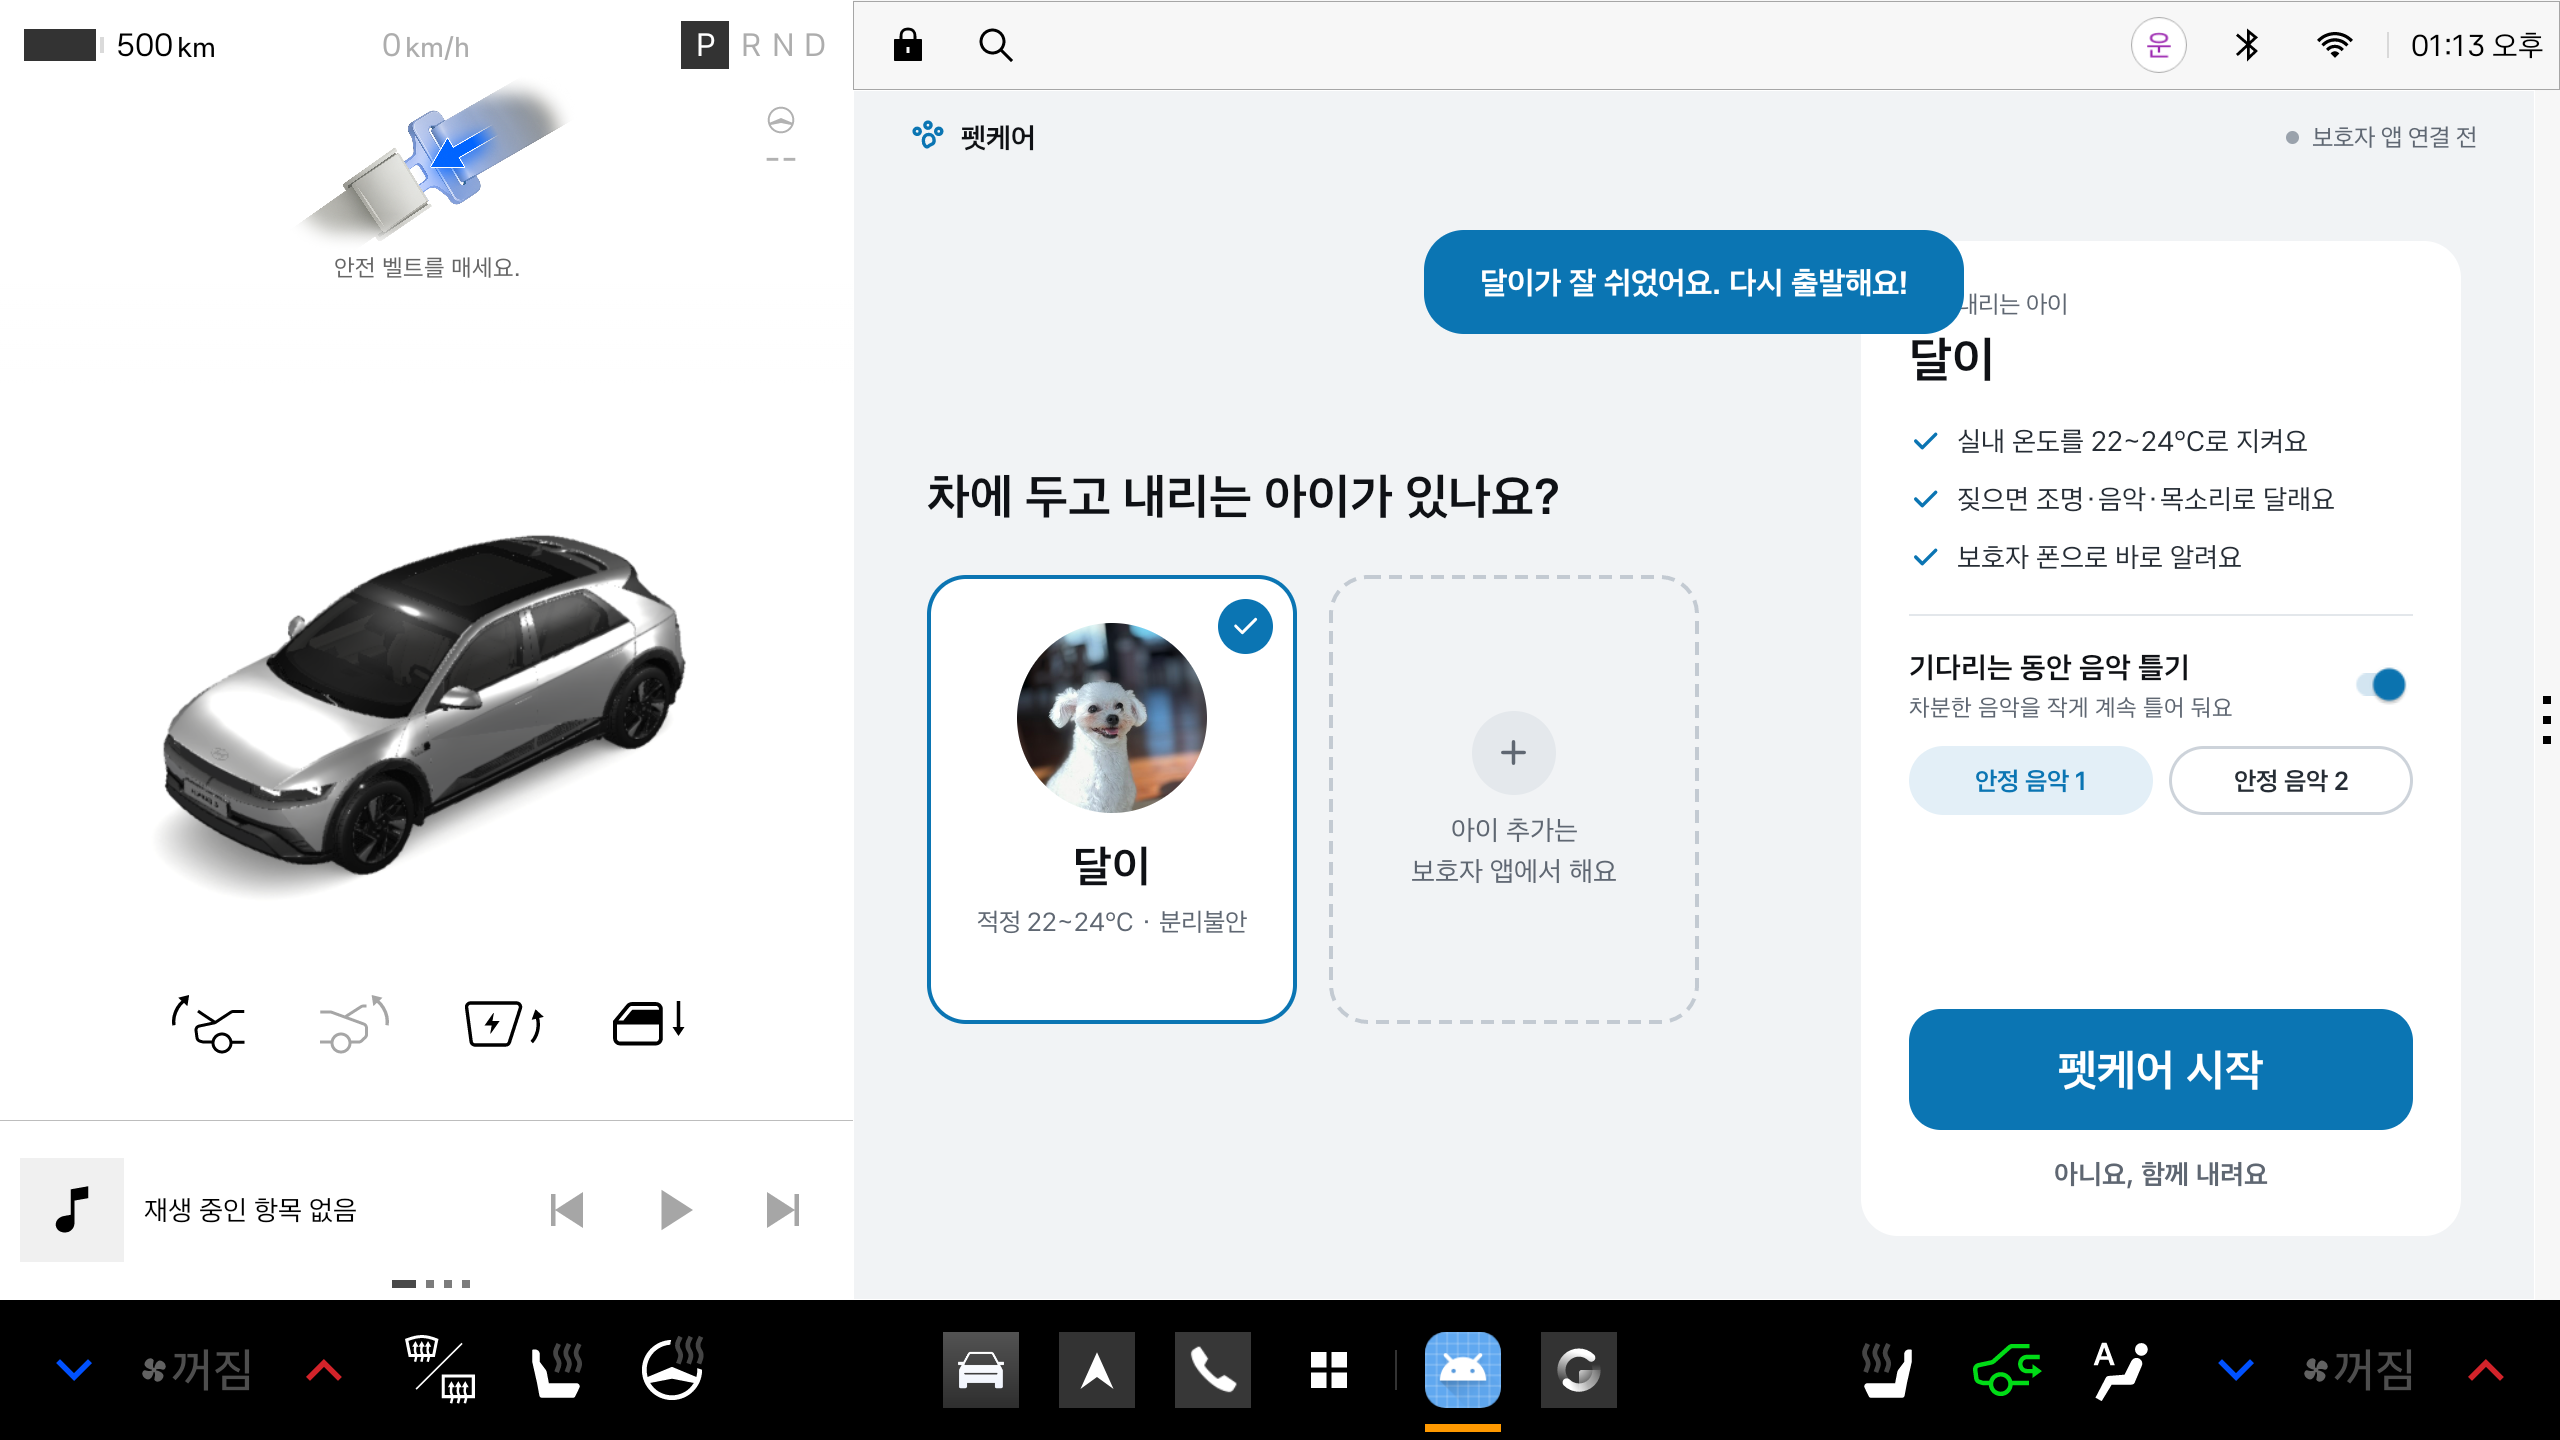 500 km
0 km/h
P R N D
운
01:13 오후
안전 벨트를 매세요.
펫케어
보호자 앱 연결 전
달이가 잘 쉬었어요. 다시 출발해요!
내리는 아이
달이
실내 온도를 22~24°C로 지켜요
짖으면 조명·음악·목소리로 달래요
보호자 폰으로 바로 알려요
차에 두고 내리는 아이가 있나요?
달이
적정 22~24°C · 분리불안
아이 추가는
보호자 앱에서 해요
기다리는 동안 음악 틀기
차분한 음악을 작게 계속 틀어 둬요
안정 음악 1
안정 음악 2
펫케어 시작
아니요, 함께 내려요
재생 중인 항목 없음
꺼짐
A
꺼짐